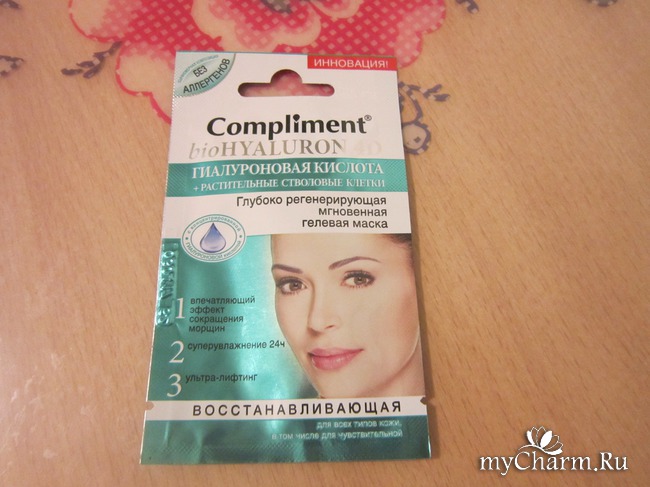 БЕЗ
АЛЛЕРГЕНОВ
ИННОВАЦИЯ!
Compliment®
bioHYALURON 4D
ГИАЛУРОНОВАЯ КИСЛОТА
+ РАСТИТЕЛЬНЫЕ СТВОЛОВЫЕ КЛЕТКИ
Глубоко регенерирующая
мгновенная
гелевая маска
1 впечатляющий
эффект
сокращения
морщин
2 суперувлажнение 24ч
3 ультра-лифтинг
ВОССТАНАВЛИВАЮЩАЯ
для всех типов кожи,
в том числе для чувствительной
myCharm.Ru